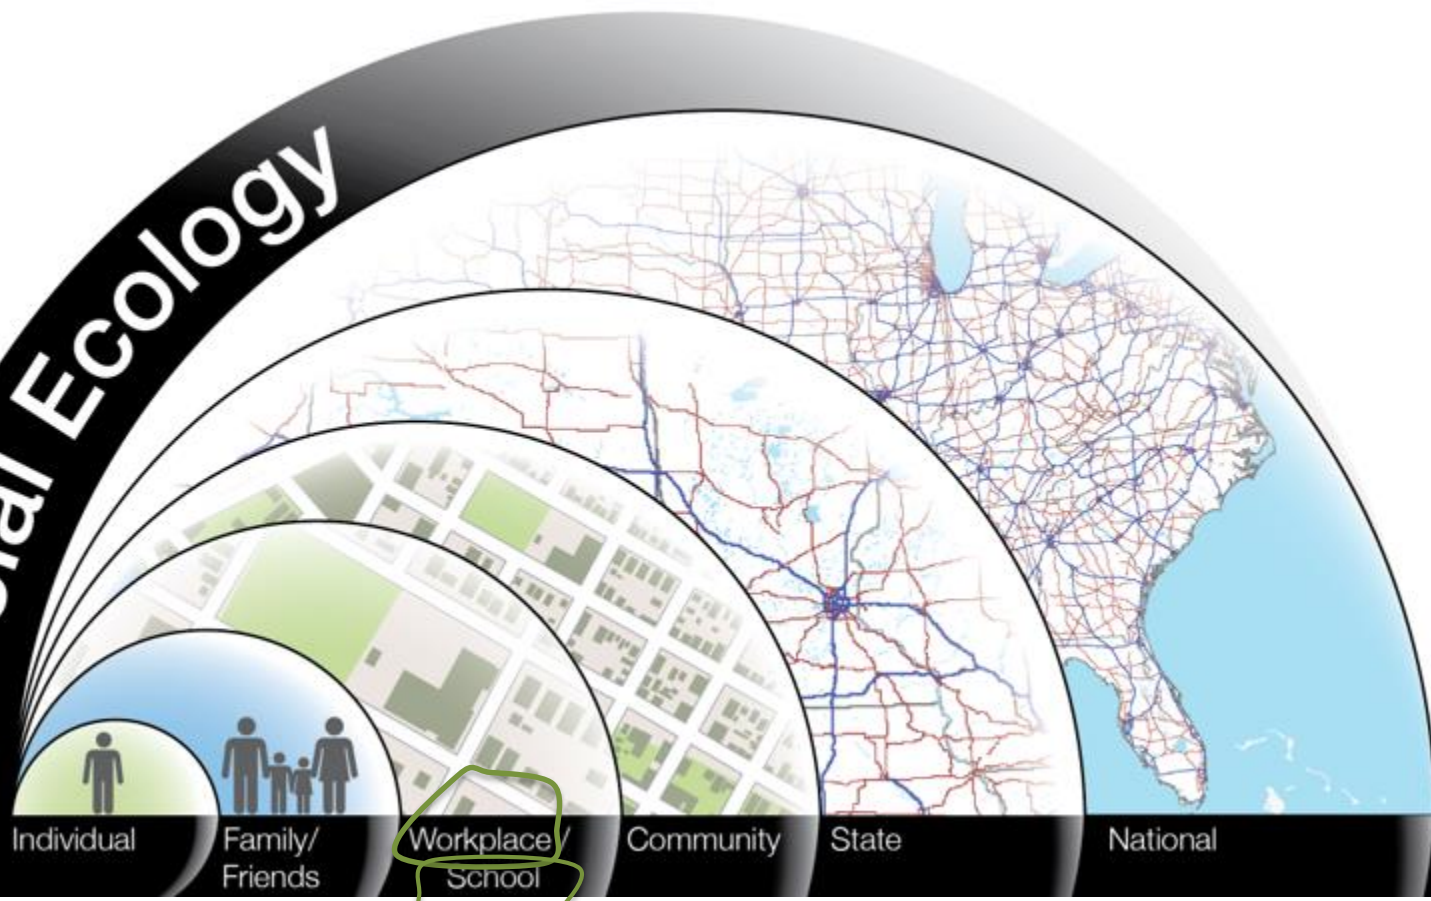 Ecology
Individual
Family/
Friends
Workplace/
School
Community
State
National